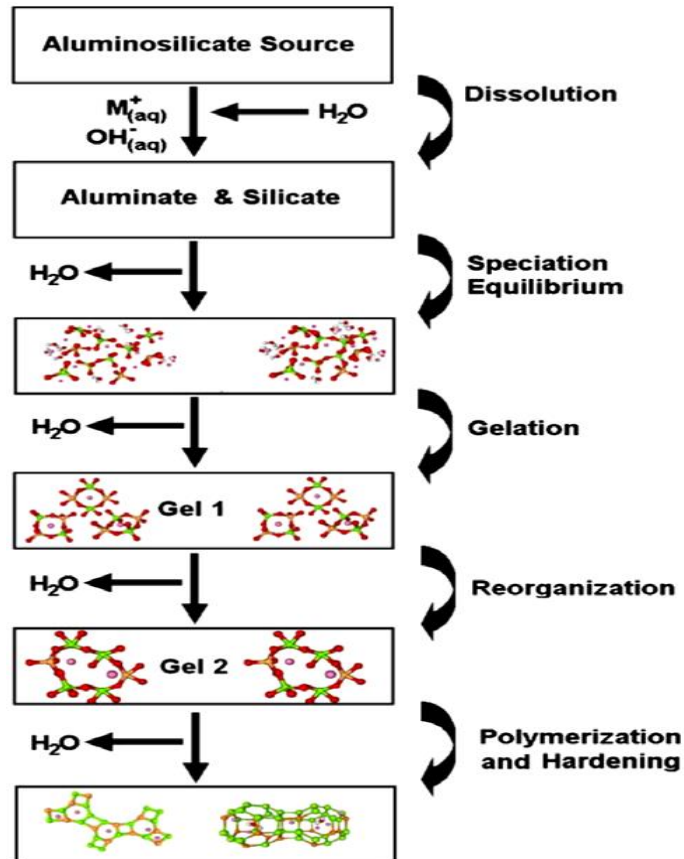 Aluminosilicate Source
M⁺(aq)
H₂O
OH⁻(aq)
Dissolution
Aluminate & Silicate
H₂O
Speciation
Equilibrium
H₂O
Gelation
Gel 1
H₂O
Reorganization
Gel 2
H₂O
Polymerization
and Hardening